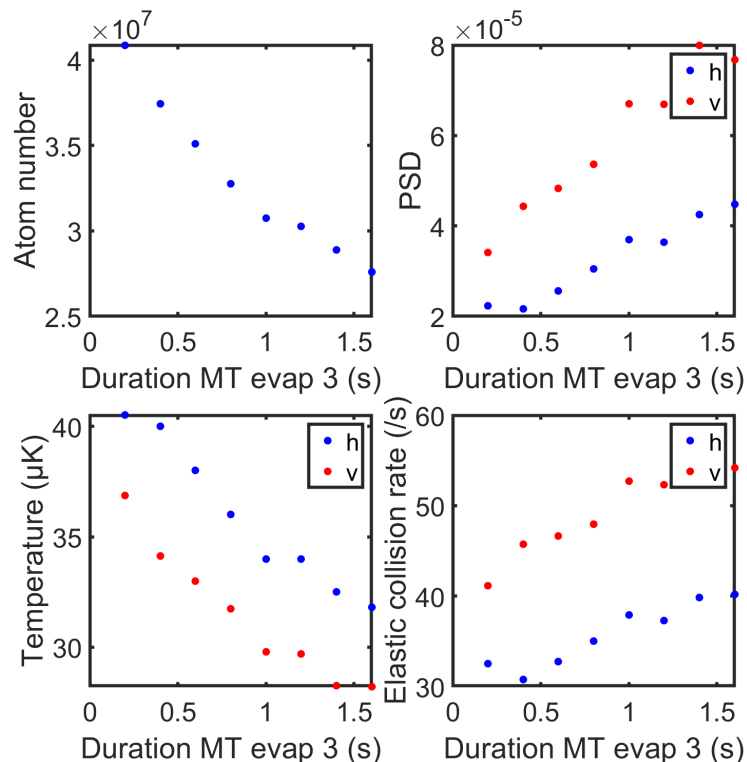 ×10⁷
4
3.5
3
2.5
0
0.5
1
1.5
Atom number
Duration MT evap 3 (s)
×10⁻⁵
8
6
4
2
0
0.5
1
1.5
PSD
h
v
Duration MT evap 3 (s)
40
35
30
0
0.5
1
1.5
Temperature (µK)
h
v
Duration MT evap 3 (s)
60
50
40
30
0
0.5
1
1.5
Elastic collision rate (/s)
h
v
Duration MT evap 3 (s)